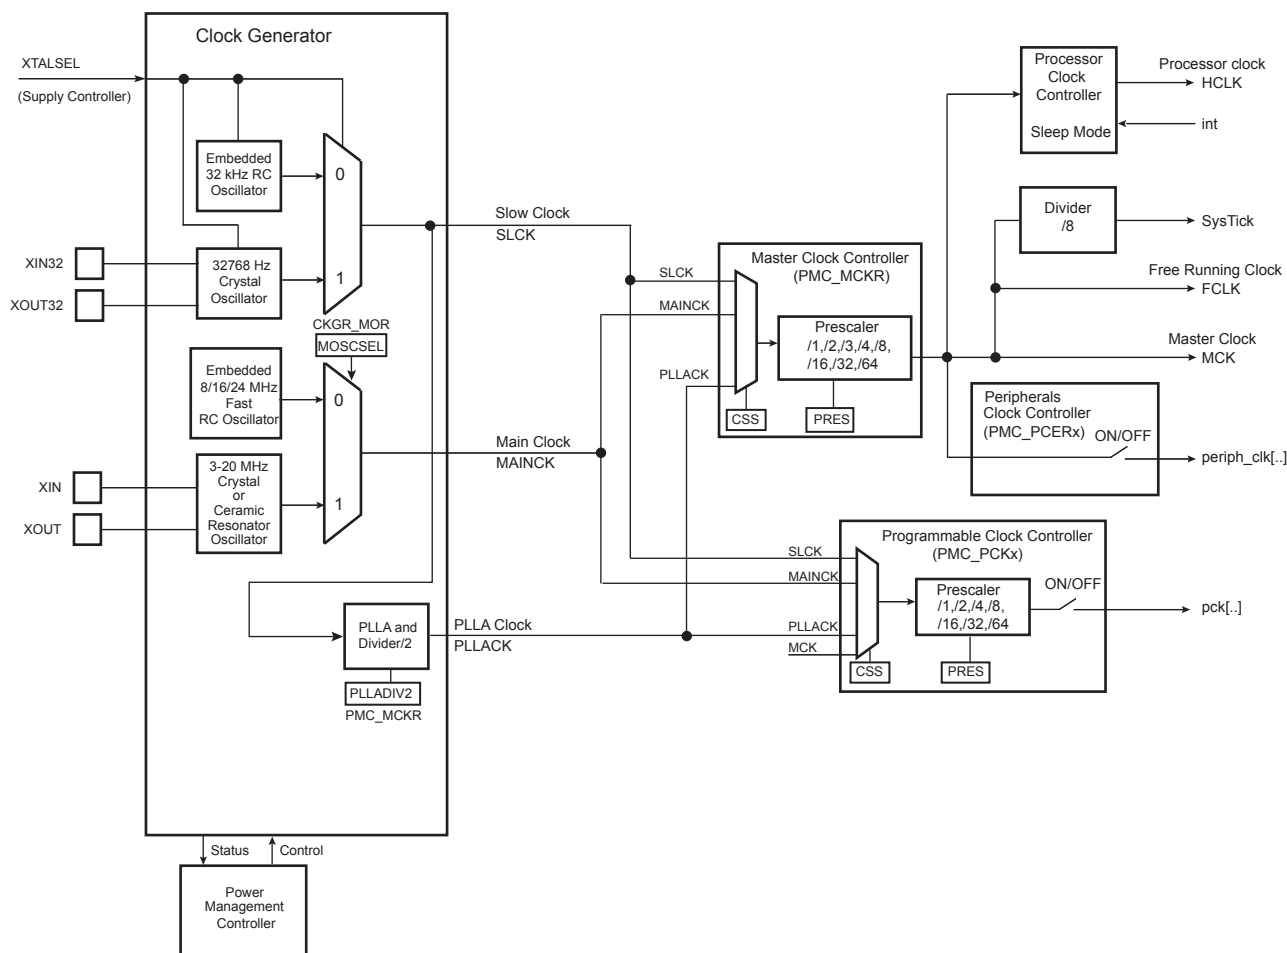 Clock Generator
XTALSEL
(Supply Controller)
Embedded
32 kHz RC
Oscillator
0
XIN32
XOUT32
32768 Hz
Crystal
Oscillator
1
Slow Clock
SLCK
CKGR_MOR
MOSCSEL
Embedded
8/16/24 MHz
Fast
RC Oscillator
0
XIN
XOUT
3-20 MHz
Crystal
or
Ceramic
Resonator
Oscillator
1
Main Clock
MAINCK
PLLA and
Divider/2
PLLA Clock
PLLACK
PLLADIV2
PMC_MCKR
Status
Control
Power
Management
Controller
Master Clock Controller
(PMC_MCKR)
SLCK
MAINCK
PLLACK
Prescaler
/1,/2,/3,/4,/8,
/16,/32,/64
CSS
PRES
Processor
Clock
Controller
Sleep Mode
Processor clock
HCLK
int
Divider
/8
SysTick
Free Running Clock
FCLK
Master Clock
MCK
Peripherals
Clock Controller
(PMC_PCERx)
ON/OFF
periph_clk[..]
Programmable Clock Controller
(PMC_PCKx)
SLCK
MAINCK
PLLACK
MCK
Prescaler
/1,/2,/4,/8,
/16,/32,/64
ON/OFF
CSS
PRES
pck[..]